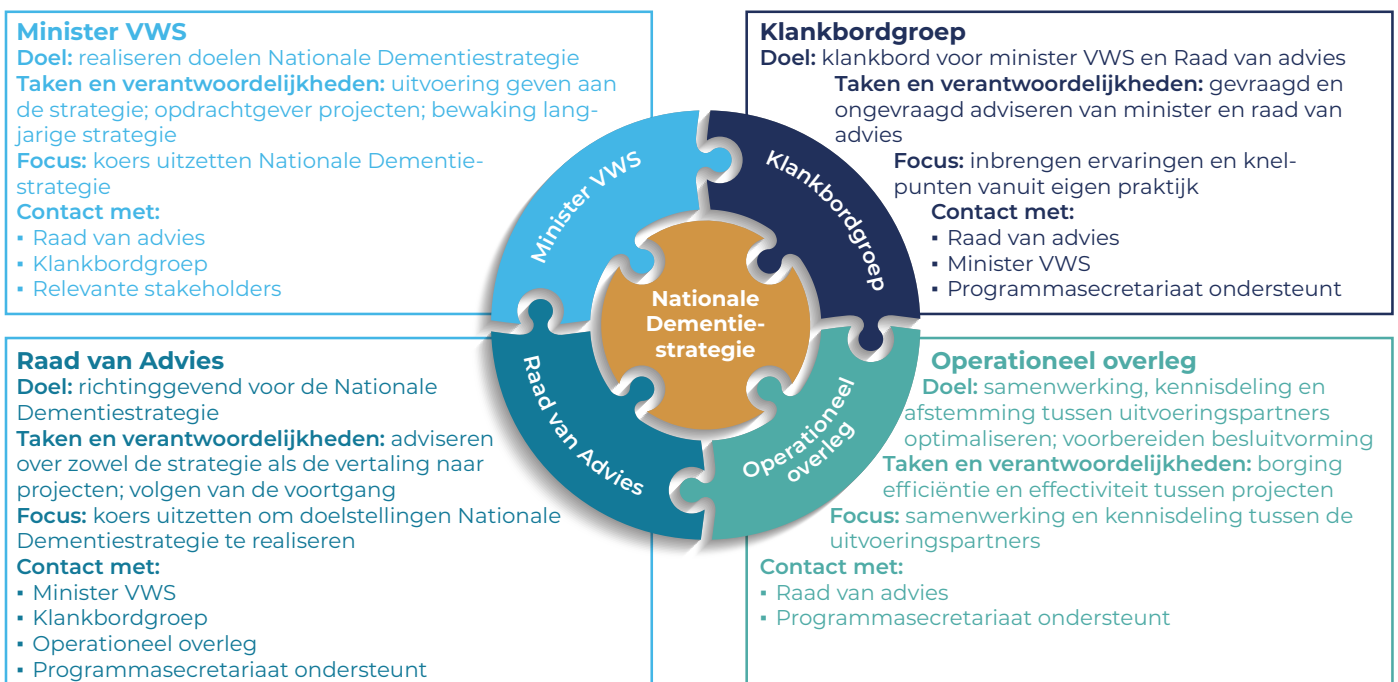 Minister VWS
Doel: realiseren doelen Nationale Dementiestrategie
Taken en verantwoordelijkheden: uitvoering geven aan
de strategie; opdrachtgever projecten; bewaking lang-
jarige strategie
Focus: koers uitzetten Nationale Dementie-
strategie
Contact met:
▪ Raad van advies
▪ Klankbordgroep
▪ Relevante stakeholders
Klankbordgroep
Doel: klankbord voor minister VWS en Raad van advies
Taken en verantwoordelijkheden: gevraagd en
ongevraagd adviseren van minister en raad van
advies
Focus: inbrengen ervaringen en knel-
punten vanuit eigen praktijk
Contact met:
▪ Raad van advies
▪ Minister VWS
▪ Programmasecretariaat ondersteunt
Minister VWS
Klankbordgroep
Nationale
Dementie-
strategie
Raad van Advies
Operationeel
overleg
Raad van Advies
Doel: richtinggevend voor de Nationale
Dementiestrategie
Taken en verantwoordelijkheden: adviseren
over zowel de strategie als de vertaling naar
projecten; volgen van de voortgang
Focus: koers uitzetten om doelstellingen Nationale
Dementiestrategie te realiseren
Contact met:
▪ Minister VWS
▪ Klankbordgroep
▪ Operationeel overleg
▪ Programmasecretariaat ondersteunt
Operationeel overleg
Doel: samenwerking, kennisdeling en
afstemming tussen uitvoeringspartners
optimaliseren; voorbereiden besluitvorming
Taken en verantwoordelijkheden: borging
efficiëntie en effectiviteit tussen projecten
Focus: samenwerking en kennisdeling tussen de
uitvoeringspartners
Contact met:
▪ Raad van advies
▪ Programmasecretariaat ondersteunt